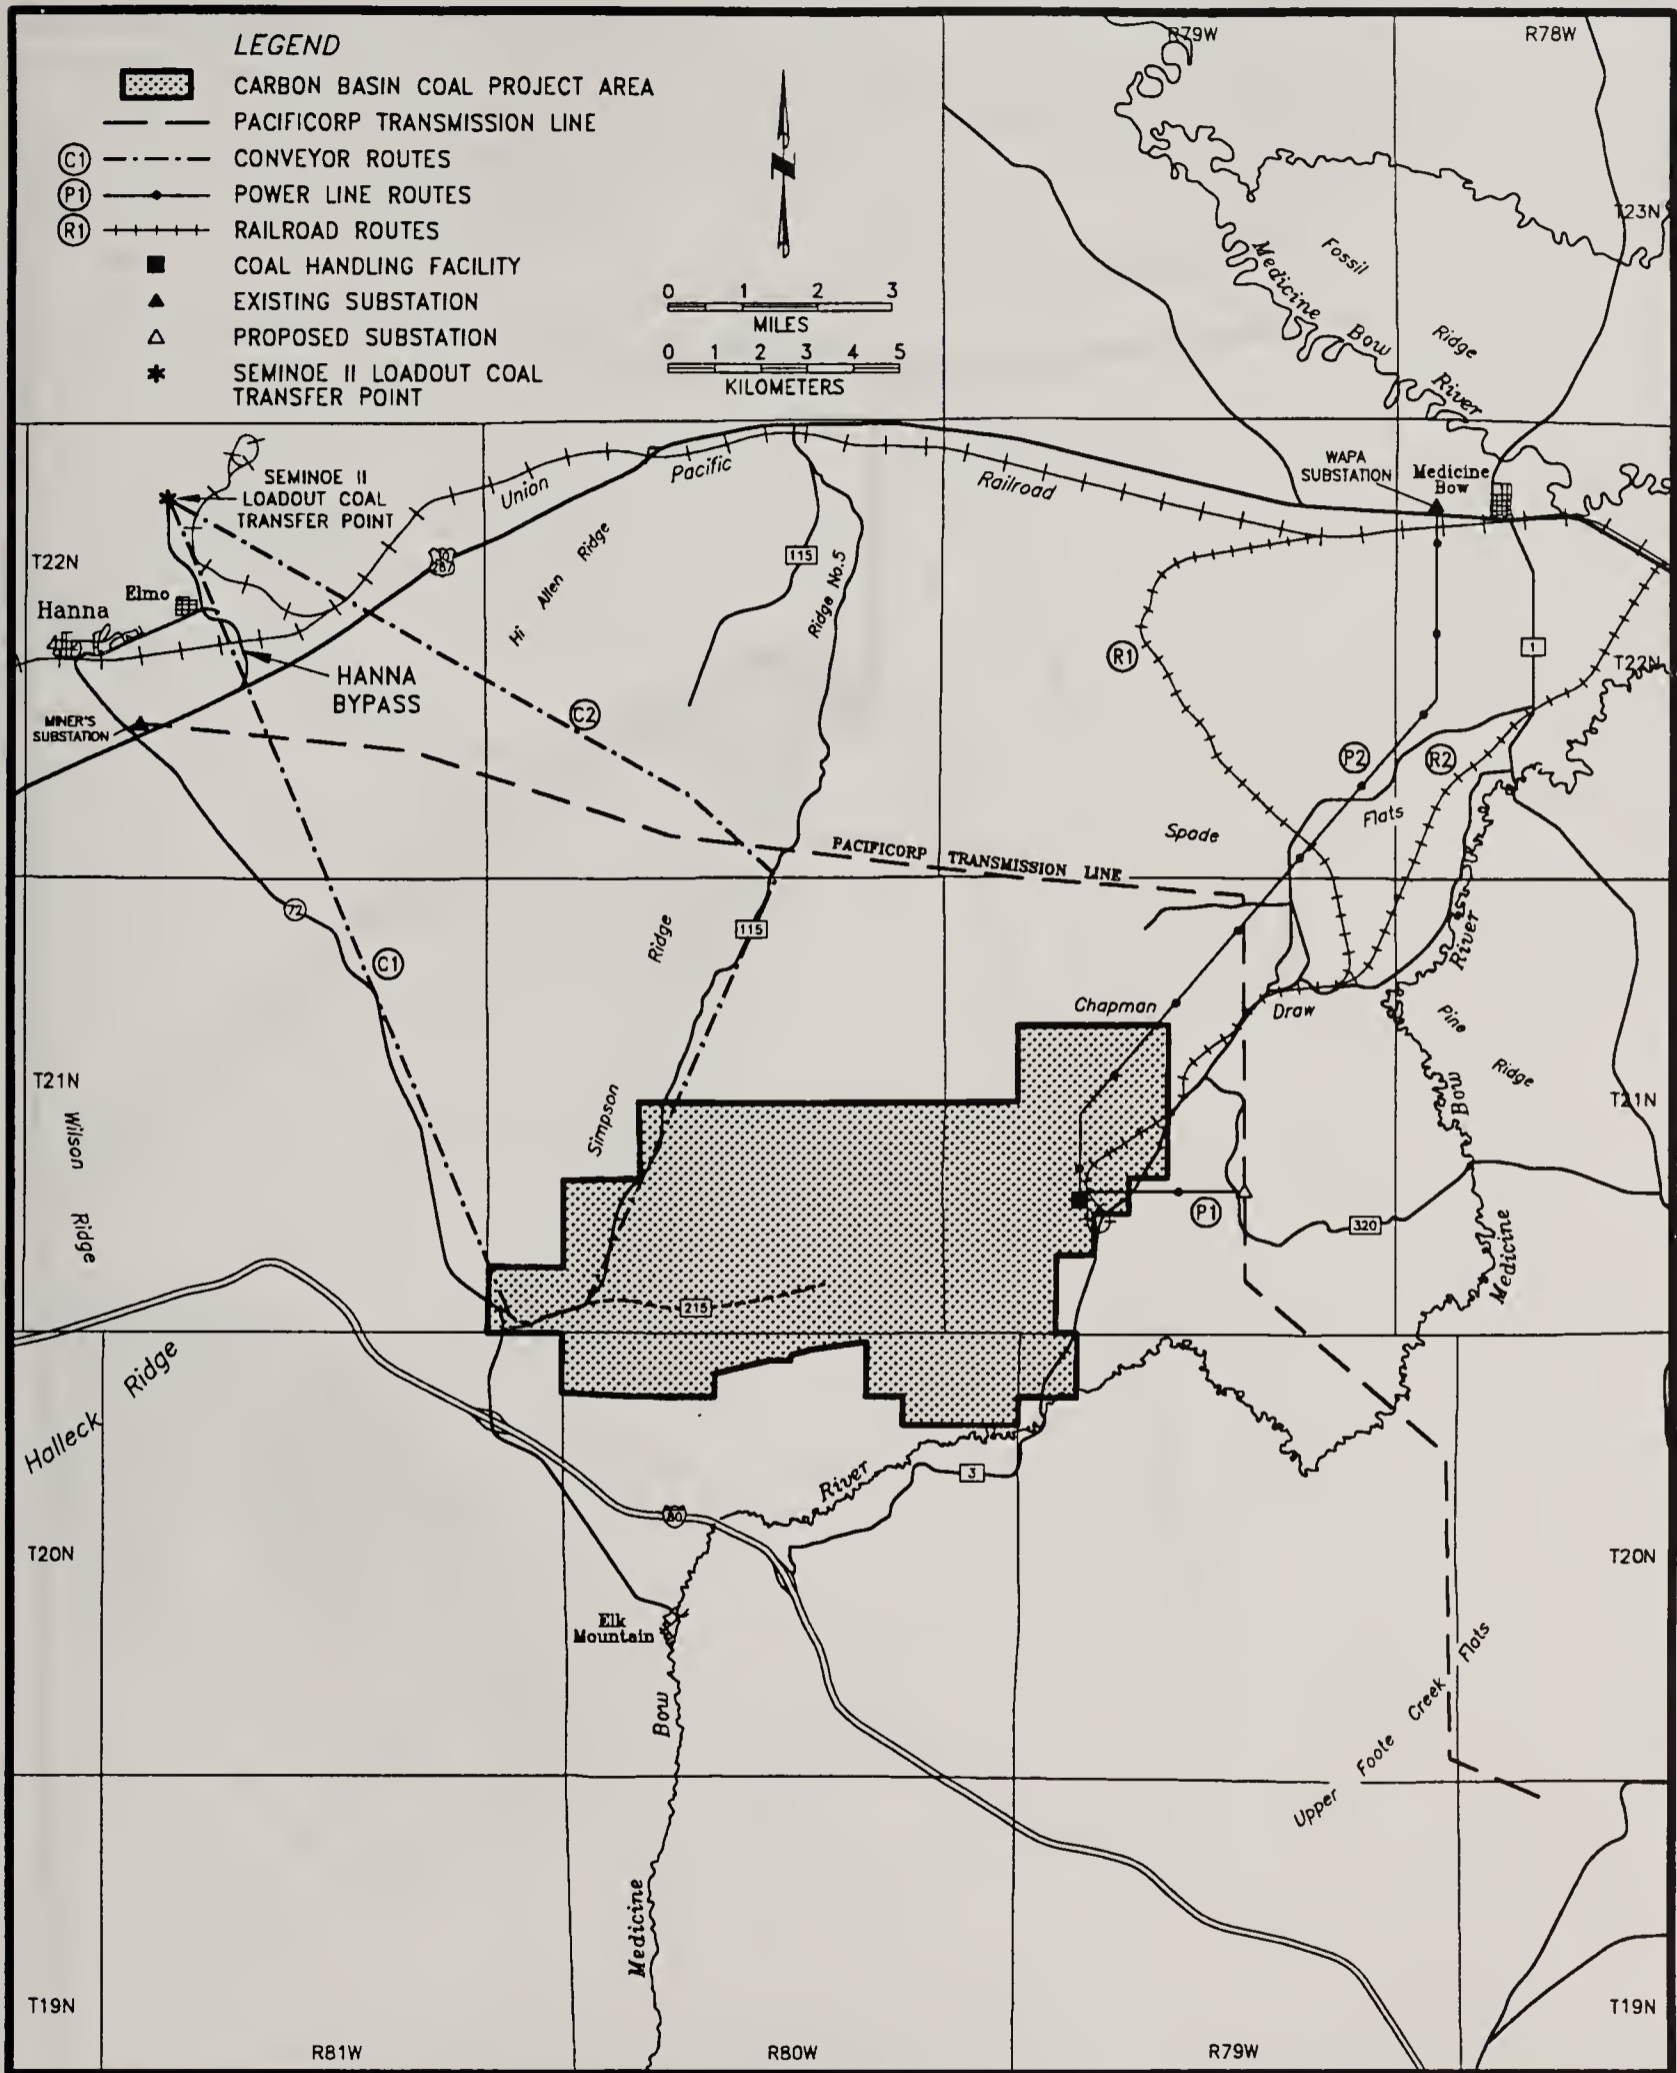 LEGEND
CARBON BASIN COAL PROJECT AREA
PACIFICORP TRANSMISSION LINE
C1 CONVEYOR ROUTES
P1 POWER LINE ROUTES
R1 RAILROAD ROUTES
COAL HANDLING FACILITY
EXISTING SUBSTATION
PROPOSED SUBSTATION
SEMINOE II LOADOUT COAL
TRANSFER POINT
N
0 1 2 3
MILES
0 1 2 3 4 5
KILOMETERS
R79W
R78W
T23N
Fossil
Ridge
Medicine
Bow
River
SEMINOE II
LOADOUT COAL
TRANSFER POINT
Union
Pacific
Railroad
WAPA
SUBSTATION
Medicine
Bow
T22N
Elmo
Hanna
30
287
Hi
Allen
Ridge
115
Ridge No.5
HANNA
BYPASS
MINER'S
SUBSTATION
C2
R1
1
T22N
P2
R2
Spade
Flats
PACIFICORP TRANSMISSION LINE
72
C1
Ridge
115
River
Chapman
Draw
Pine
Ridge
T21N
Wilson
Ridge
Simpson
Bow
T21N
P1
320
Medicine
215
Halleck
Ridge
River
3
80
T20N
T20N
Elk
Mountain
Bow
Medicine
Upper
Foote
Creek
Flats
T19N
T19N
R81W
R80W
R79W